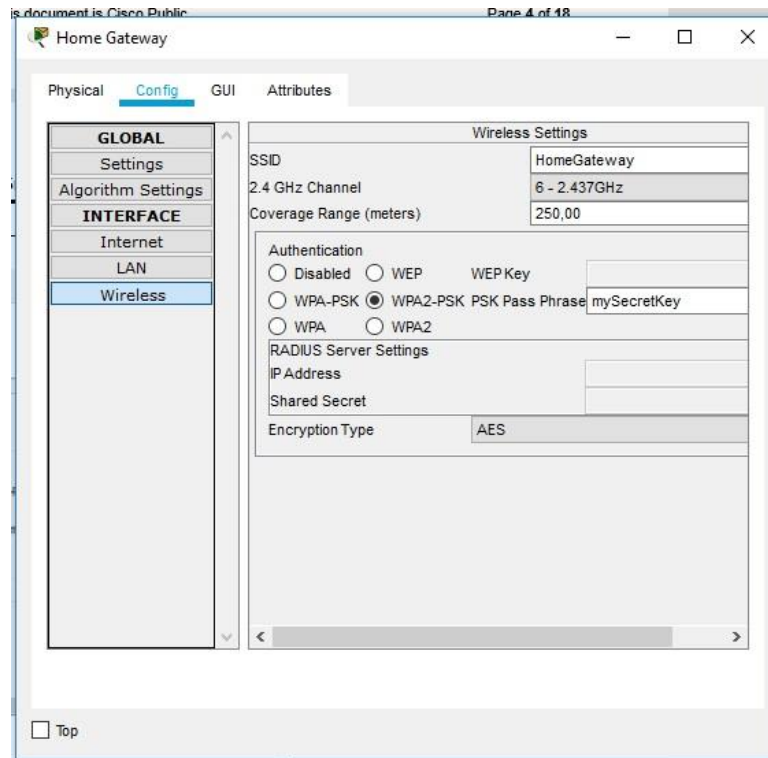 is document is Cisco Public Page 4 of 18
Home Gateway
Physical Config GUI Attributes
GLOBAL
Settings
Algorithm Settings
INTERFACE
Internet
LAN
Wireless
Wireless Settings
SSID HomeGateway
2.4 GHz Channel 6 - 2.437GHz
Coverage Range (meters) 250,00
Authentication
Disabled WEP WEP Key
WPA-PSK WPA2-PSK PSK Pass Phrase mySecretKey
WPA WPA2
RADIUS Server Settings
IP Address
Shared Secret
Encryption Type AES
Top